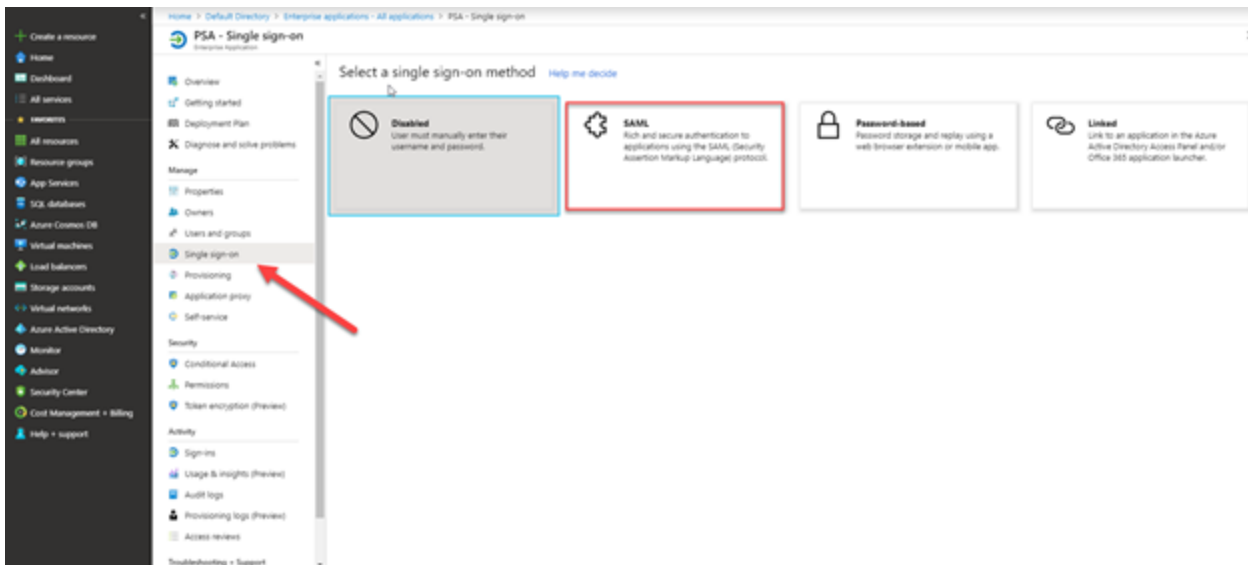 Home > Default Directory > Enterprise applications - All applications > PSA - Single sign-on
PSA - Single sign-on
Enterprise Application
Create a resource
Home
Dashboard
All services
FAVORITES
All resources
Resource groups
App Services
SQL databases
Azure Cosmos DB
Virtual machines
Load balancers
Storage accounts
Virtual networks
Azure Active Directory
Monitor
Advisor
Security Center
Cost Management + Billing
Help + support
Overview
Getting started
Deployment Plan
Diagnose and solve problems
Manage
Properties
Owners
Users and groups
Single sign-on
Provisioning
Application proxy
Self-service
Security
Conditional Access
Permissions
Token encryption (Preview)
Activity
Sign-ins
Usage & insights (Preview)
Audit logs
Provisioning logs (Preview)
Access reviews
Troubleshooting + Support
Select a single sign-on method Help me decide
Disabled
User must manually enter their
username and password.
SAML
Rich and secure authentication to
applications using the SAML (Security
Assertion Markup Language) protocol.
Password-based
Password storage and replay using a
web browser extension or mobile app.
Linked
Link to an application in the Azure
Active Directory Access Panel and/or
Office 365 application launcher.